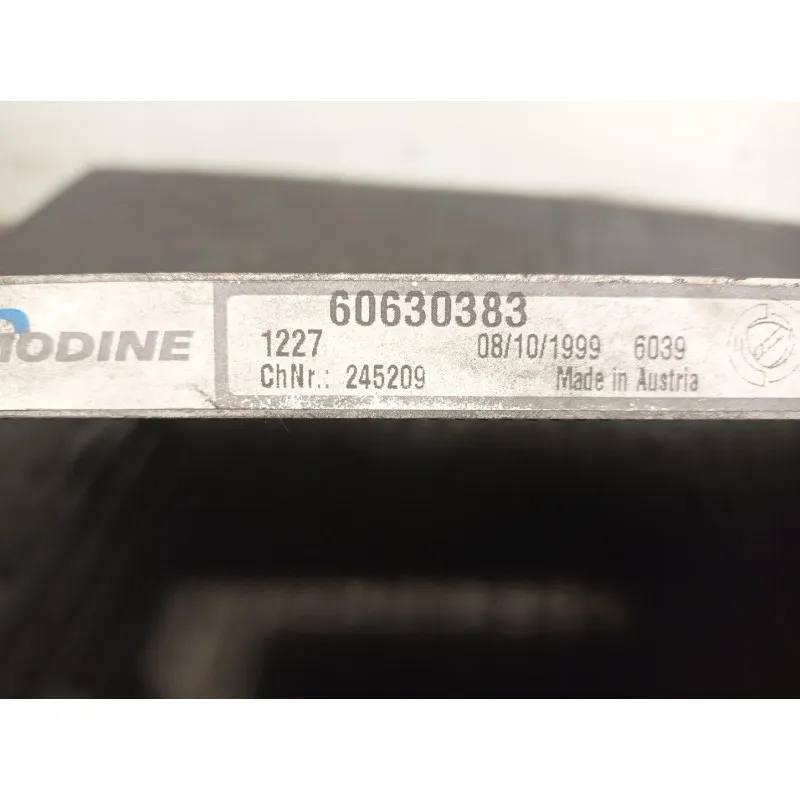 MODINE
60630383
1227 08/10/1999 6039
ChNr.: 245209 Made in Austria